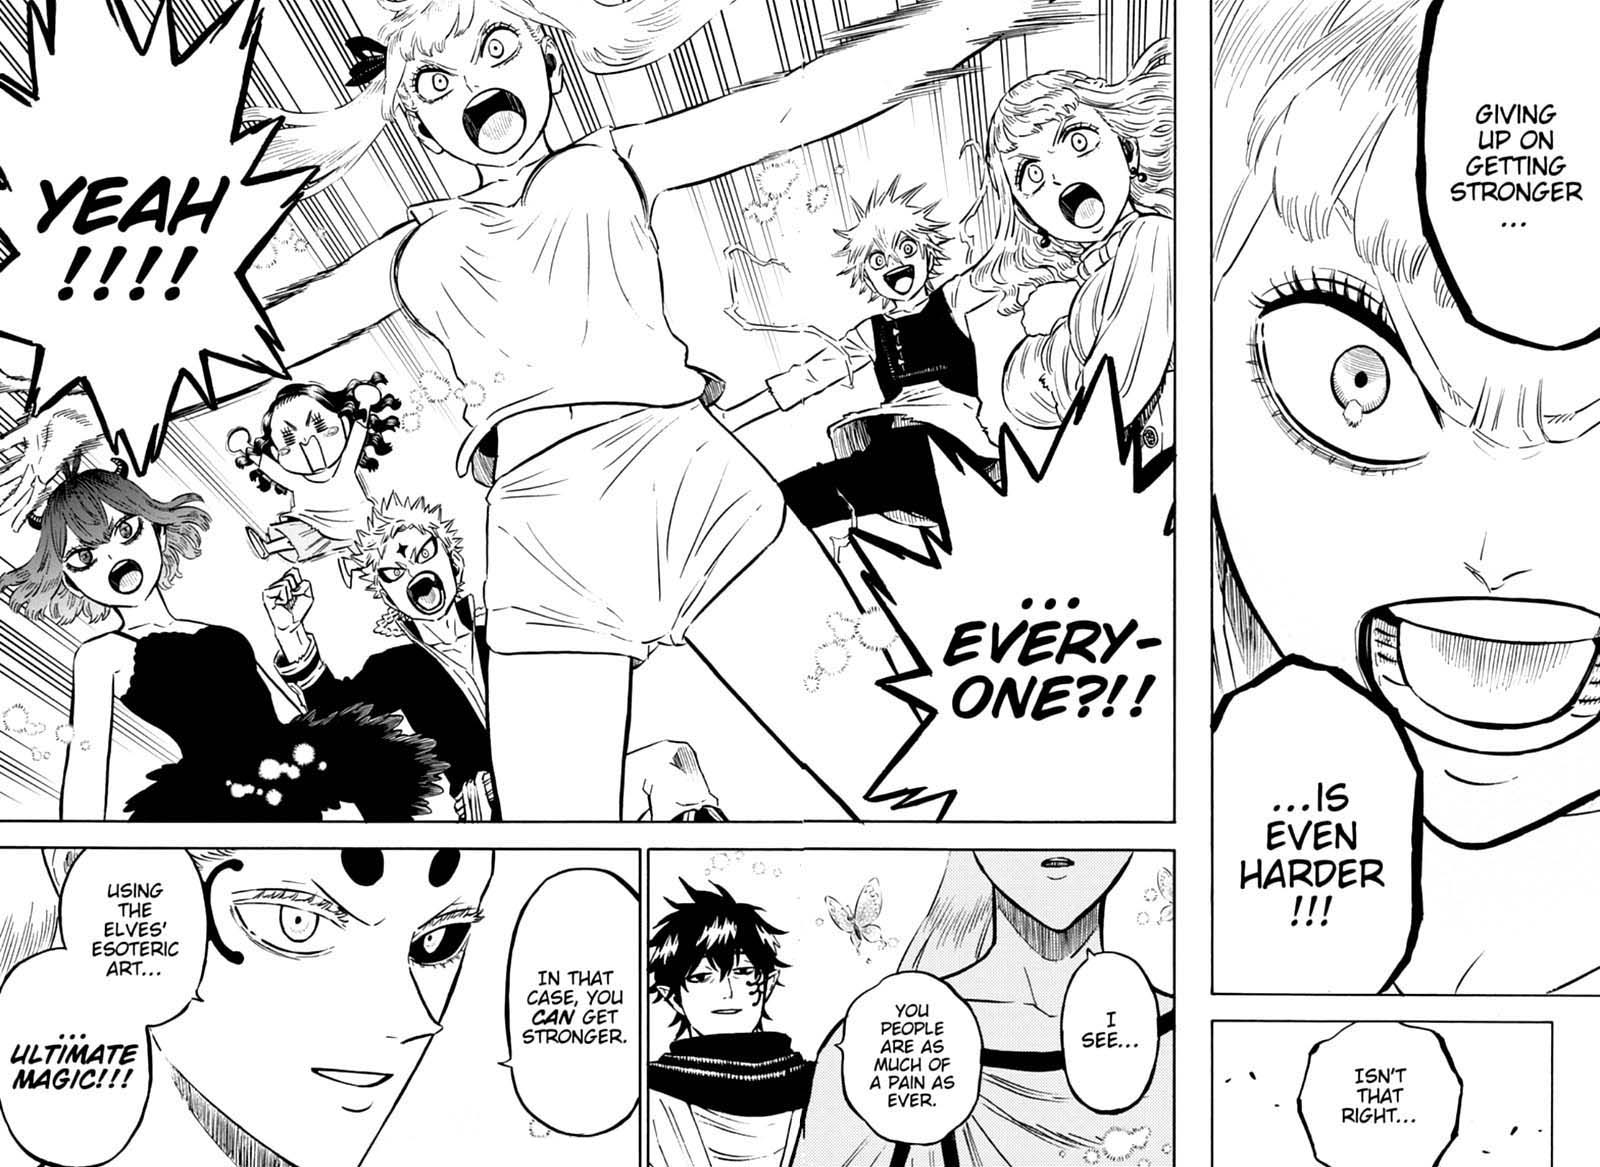 GIVING
UP ON
GETTING
STRONGER
...
...IS
EVEN
HARDER
!!!
ISN'T
THAT
RIGHT...
...
EVERY-
ONE?!!
YEAH
!!!!
I
SEE...
YOU
PEOPLE
ARE AS
MUCH OF
A PAIN AS
EVER.
IN THAT
CASE, YOU
CAN GET
STRONGER.
USING
THE
ELVES'
ESOTERIC
ART...
...
ULTIMATE
MAGIC!!!